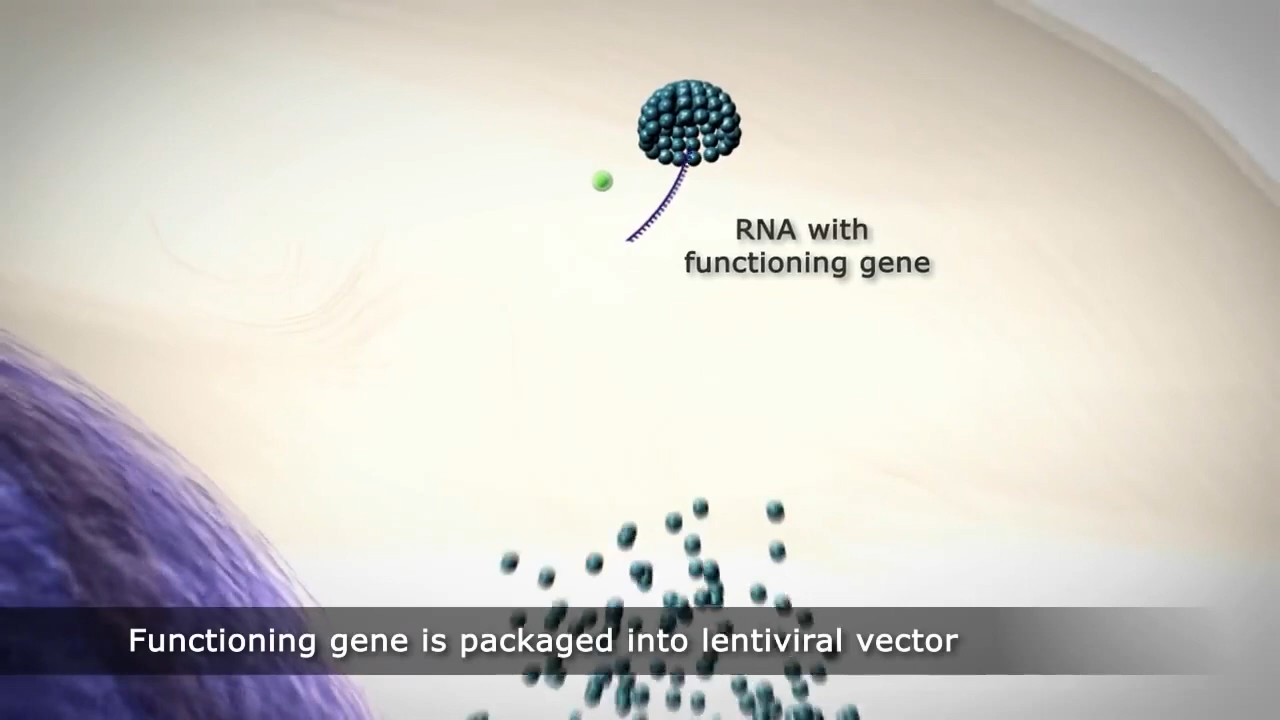 RNA with
functioning gene
Functioning gene is packaged into lentiviral vector